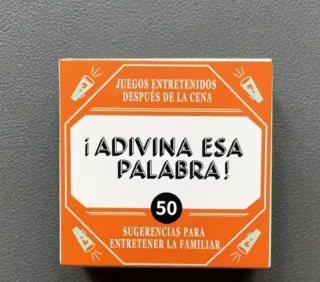 JUEGOS ENTRETENIDOS
DESPUÉS DE LA CENA
¡ADIVINA ESA
PALABRA!
50
SUGERENCIAS PARA
ENTRETENER LA FAMILIAR